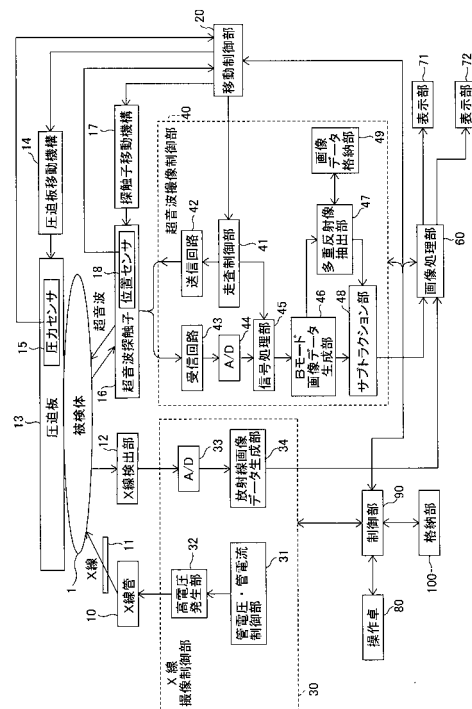 20
移動制御部
71
表示部
72
表示部
14
圧迫板移動機構
17
探触子移動機構
40
超音波撮像制御部
49
画像
データ
格納部
47
多重反射像
抽出部
42
送信回路
41
走査制御部
60
画像処理部
15
圧力センサ
13
圧迫板
被検体
超音波
18
位置センサ
16
超音波探触子
43
受信回路
44
A/D
45
信号処理部
46
Bモード
画像データ
生成部
48
サブトラクション部
12
X線検出部
33
A/D
34
放射線画像
データ生成部
1
X線
11
10
X線管
32
高電圧
発生部
31
管電圧・管電流
制御部
X線
撮像制御部
30
90
制御部
100
格納部
80
操作卓